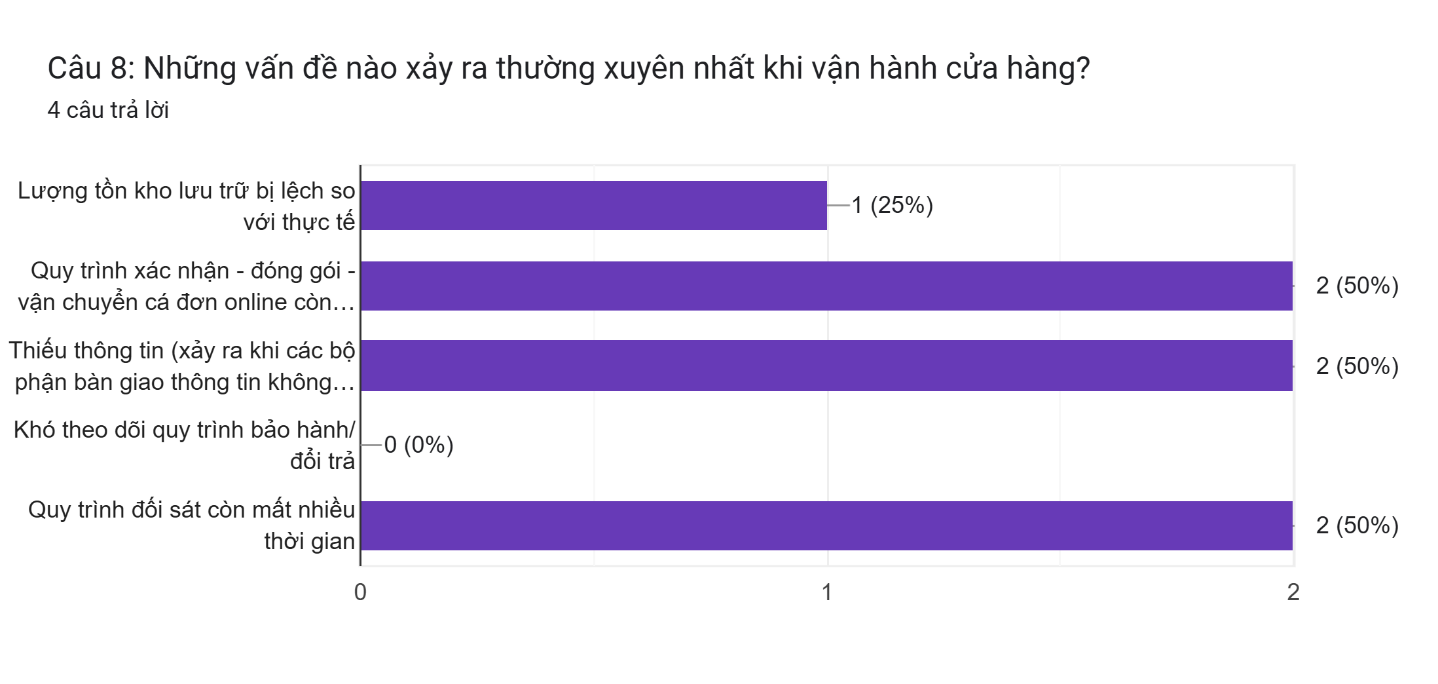 Câu 8: Những vấn đề nào xảy ra thường xuyên nhất khi vận hành cửa hàng?
4 câu trả lời
Lượng tồn kho lưu trữ bị lệch so
với thực tế
1 (25%)
Quy trình xác nhận - đóng gói -
vận chuyển cá đơn online còn…
2 (50%)
Thiếu thông tin (xảy ra khi các bộ
phận bàn giao thông tin không…
2 (50%)
Khó theo dõi quy trình bảo hành/
đổi trả
0 (0%)
Quy trình đối sát còn mất nhiều
thời gian
2 (50%)
0 1 2